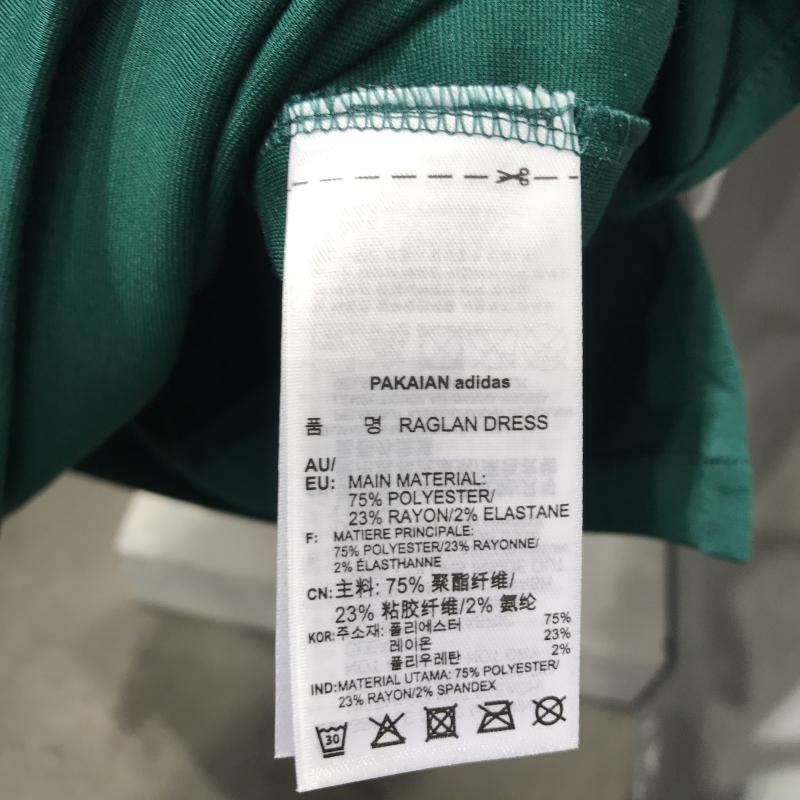 PAKAIAN adidas
품 명 RAGLAN DRESS
AU/
EU: MAIN MATERIAL:
75% POLYESTER/
23% RAYON/2% ELASTANE
F: MATIERE PRINCIPALE:
75% POLYESTER/23% RAYONNE/
2% ÉLASTHANNE
CN: 主料: 75% 聚酯纤维/
23% 粘胶纤维/2% 氨纶
KOR: 주소재: 폴리에스터 75%
레이온 23%
폴리우레탄 2%
IND: MATERIAL UTAMA: 75% POLYESTER/
23% RAYON/2% SPANDEX
30